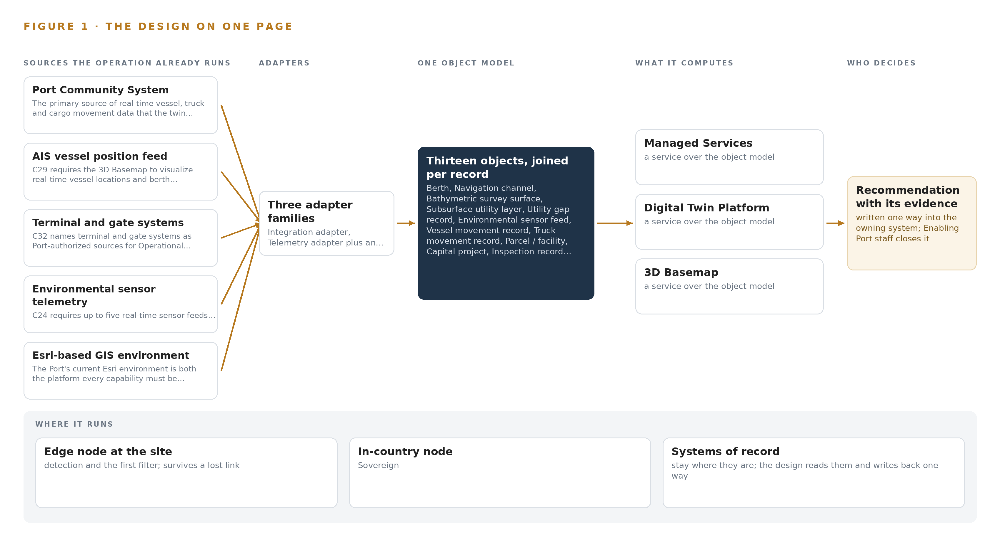 FIGURE 1 · THE DESIGN ON ONE PAGE
SOURCES THE OPERATION ALREADY RUNS
Port Community System
The primary source of real-time vessel, truck
and cargo movement data that the twin…
AIS vessel position feed
C29 requires the 3D Basemap to visualize
real-time vessel locations and berth…
Terminal and gate systems
C32 names terminal and gate systems as
Port-authorized sources for Operational…
Environmental sensor
telemetry
C24 requires up to five real-time sensor feeds…
Esri-based GIS environment
The Port's current Esri environment is both
the platform every capability must be…
ADAPTERS
Three adapter
families
Integration adapter,
Telemetry adapter plus an…
ONE OBJECT MODEL
Thirteen objects, joined
per record
Berth, Navigation channel,
Bathymetric survey surface,
Subsurface utility layer, Utility gap
record, Environmental sensor feed,
Vessel movement record, Truck
movement record, Parcel / facility,
Capital project, Inspection record…
WHAT IT COMPUTES
Managed Services
a service over the object model
Digital Twin Platform
a service over the object model
3D Basemap
a service over the object model
WHO DECIDES
Recommendation
with its evidence
written one way into the
owning system; Enabling
Port staff closes it
WHERE IT RUNS
Edge node at the site
detection and the first filter; survives a lost link
In-country node
Sovereign
Systems of record
stay where they are; the design reads them and writes back one
way